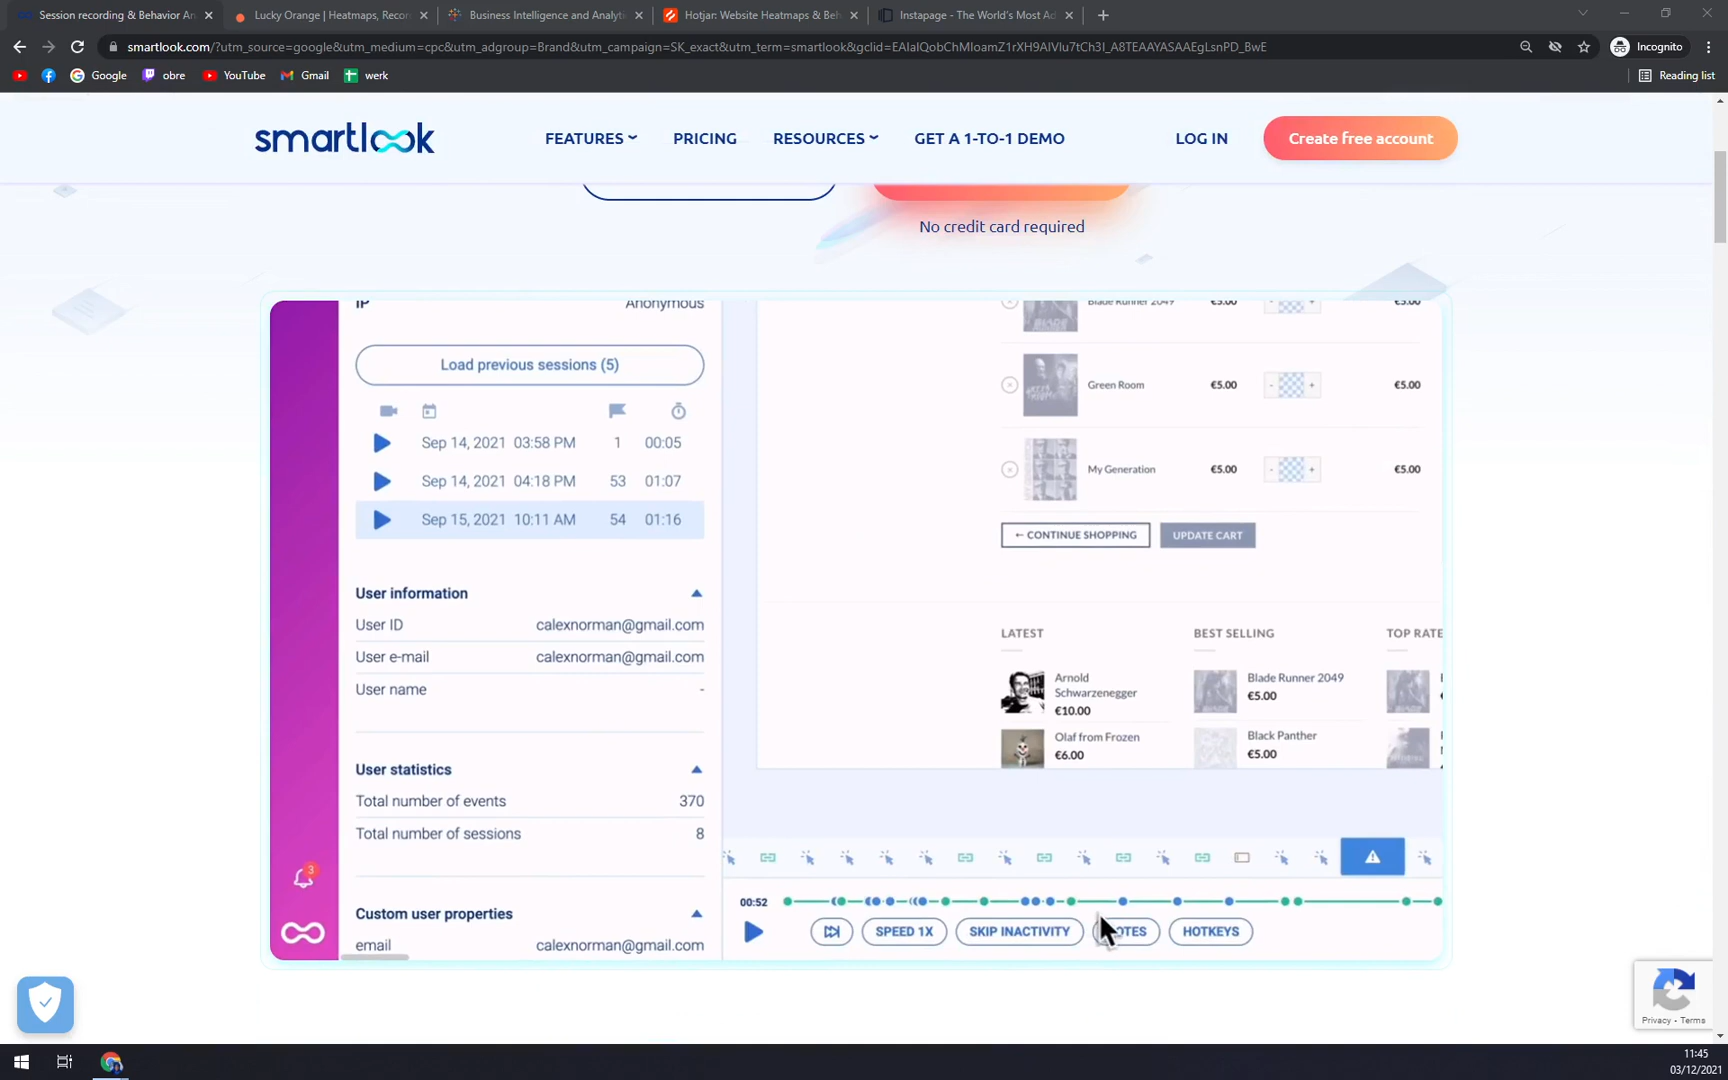 Session recording & Behavior An
Lucky Orange | Heatmaps, Recor
Business Intelligence and Analyti
Hotjar: Website Heatmaps & Beh
Instapage - The World's Most Ad
smartlook.com/?utm_source=google&utm_medium=cpc&utm_adgroup=Brand&utm_campaign=SK_exact&utm_term=smartlook&gclid=EAIaIQobChMIoamZ1rXH9AIVlu7tCh3I_A8TEAAYASAAEgLsnPD_BwE
Incognito
Google
obre
YouTube
Gmail
werk
Reading list
smartlook
FEATURES
PRICING
RESOURCES
GET A 1-TO-1 DEMO
LOG IN
Create free account
No credit card required
IP Anonymous
Load previous sessions (5)
Sep 14, 2021 03:58 PM 1 00:05
Sep 14, 2021 04:18 PM 53 01:07
Sep 15, 2021 10:11 AM 54 01:16
User information
User ID calexnorman@gmail.com
User e-mail calexnorman@gmail.com
User name -
User statistics
Total number of events 370
Total number of sessions 8
Custom user properties
email calexnorman@gmail.com
3
Blade Runner 2049 €5.00 - + €5.00
Green Room €5.00 - + €5.00
My Generation €5.00 - + €5.00
← CONTINUE SHOPPING
UPDATE CART
LATEST
Arnold
Schwarzenegger
€10.00
Olaf from Frozen
€6.00
BEST SELLING
Blade Runner 2049
€5.00
Black Panther
€5.00
TOP RATE
00:52
SPEED 1X
SKIP INACTIVITY
OTES
HOTKEYS
Privacy - Terms
11:45
03/12/2021